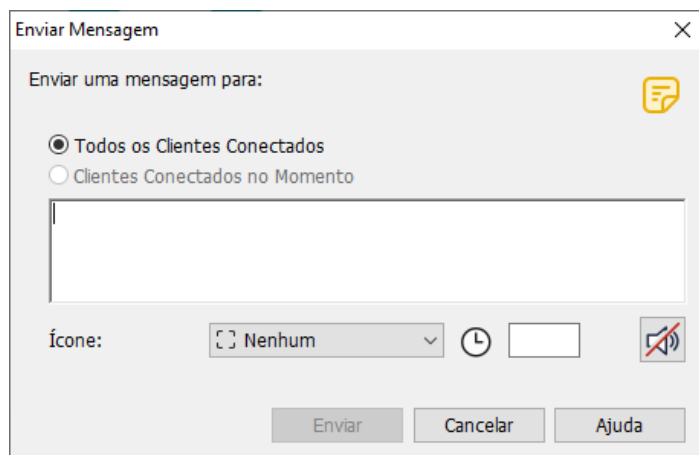 Enviar Mensagem
Enviar uma mensagem para:
Todos os Clientes Conectados
Clientes Conectados no Momento
Ícone:
Nenhum
Enviar
Cancelar
Ajuda